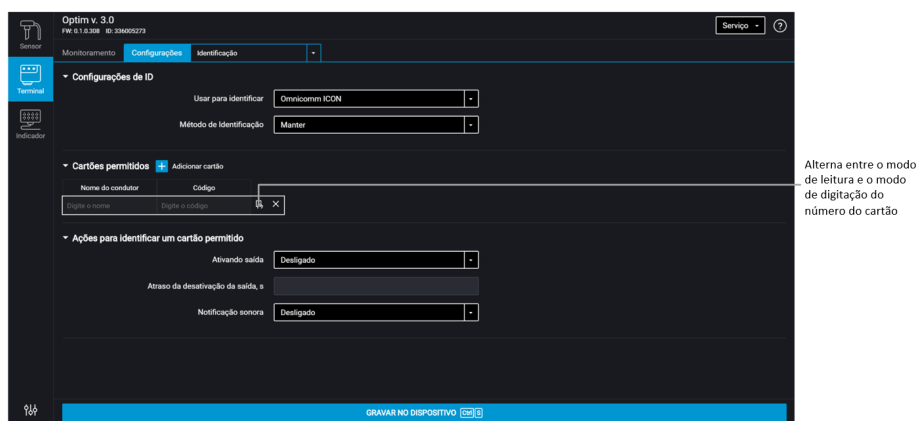 Optim v. 3.0
FW: 0.1.0.308 ID: 336005273
Serviço
?
Sensor
Terminal
Indicador
Monitoramento Configurações Identificação
Configurações de ID
Usar para identificar Omnicomm ICON
Método de Identificação Manter
Cartões permitidos + Adicionar cartão
Nome do condutor Código
Digite o nome Digite o código
Ações para identificar um cartão permitido
Ativando saída Desligado
Atraso da desativação da saída, s
Notificação sonora Desligado
GRAVAR NO DISPOSITIVO Ctrl S
Alterna entre o modo
de leitura e o modo
de digitação do
número do cartão